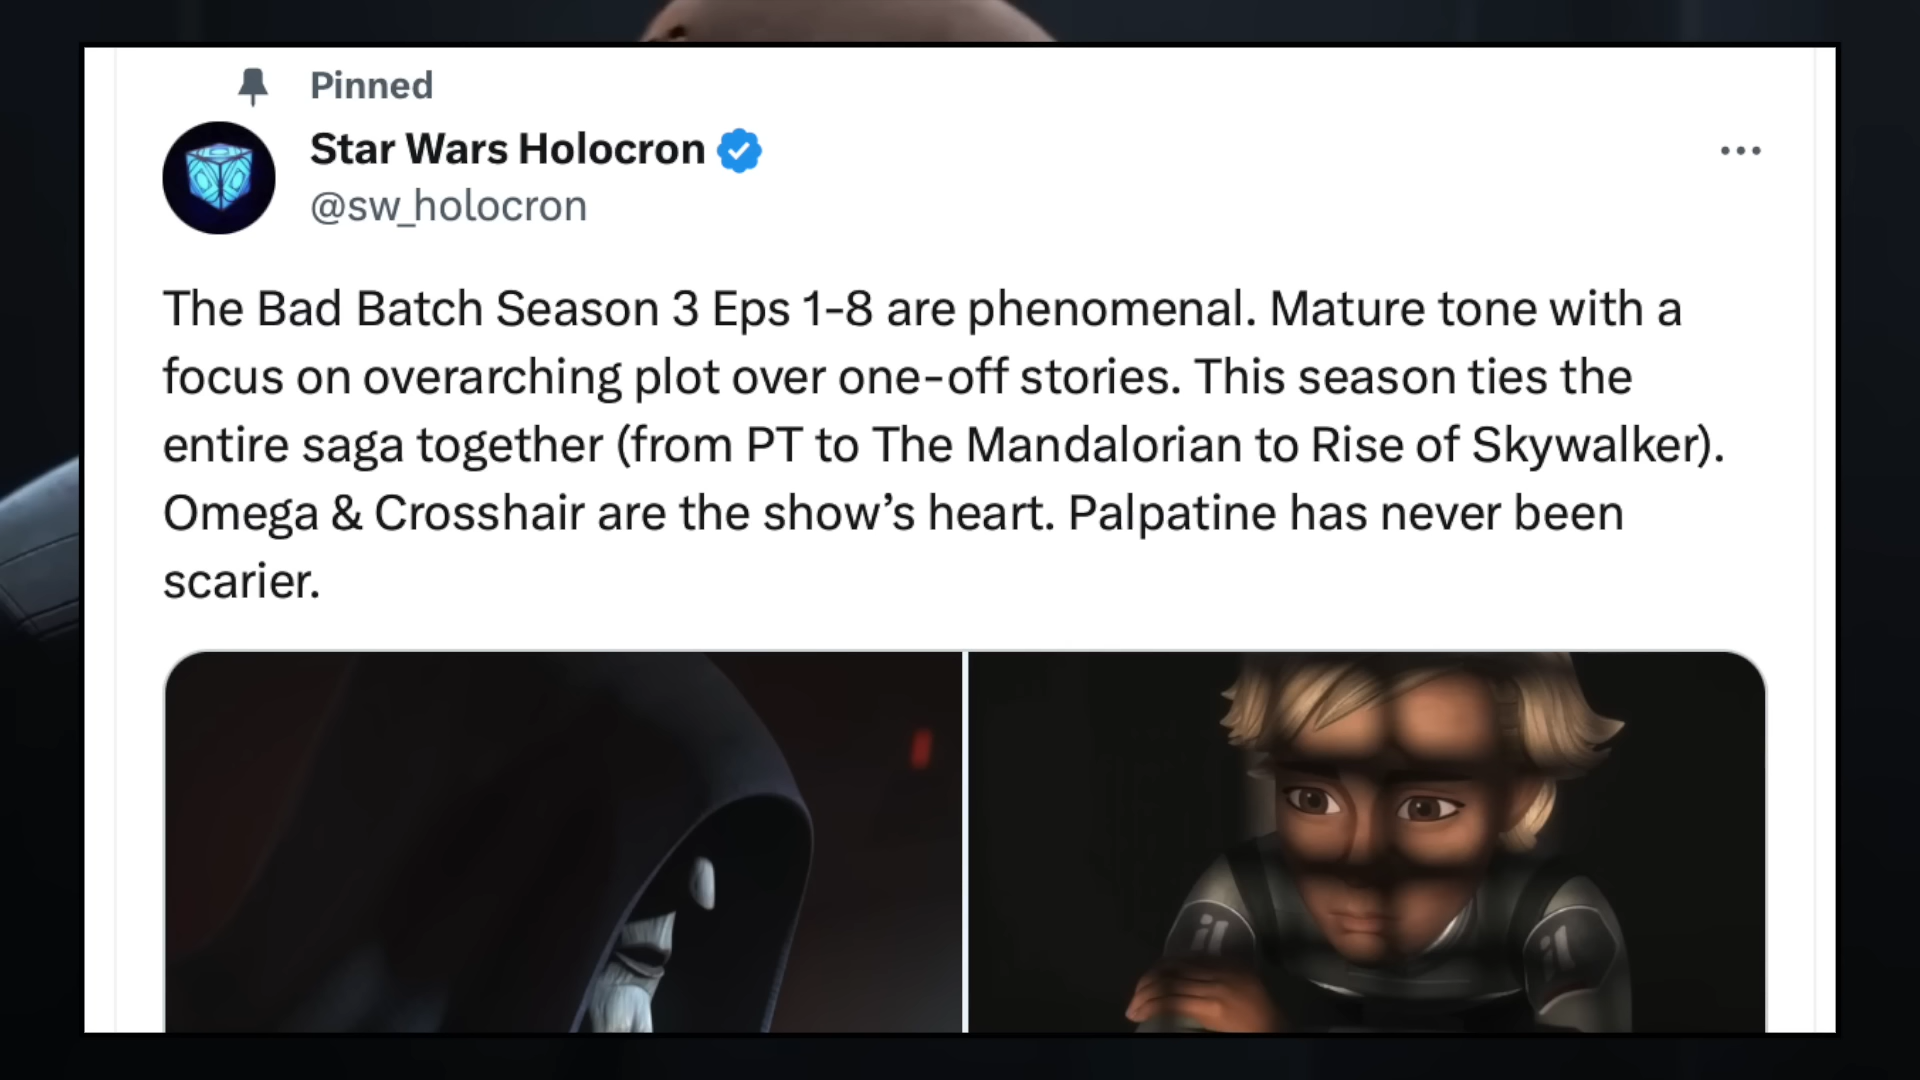 Pinned
Star Wars Holocron
@sw_holocron
The Bad Batch Season 3 Eps 1-8 are phenomenal. Mature tone with a
focus on overarching plot over one-off stories. This season ties the
entire saga together (from PT to The Mandalorian to Rise of Skywalker).
Omega & Crosshair are the show’s heart. Palpatine has never been
scarier.